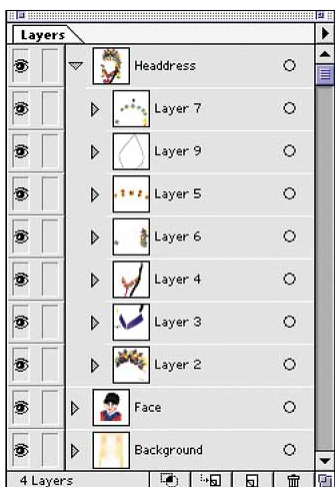 Layers
Headdress
Layer 7
Layer 9
Layer 5
Layer 6
Layer 4
Layer 3
Layer 2
Face
Background
4 Layers